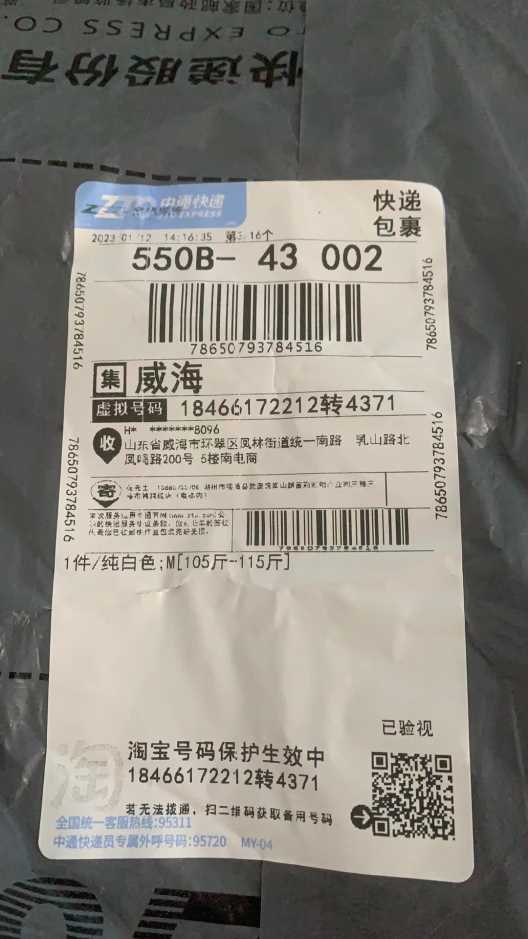 TO EXPRESS CO.
快递股份有
中通快递
快递
包裹
14:16:35
550B- 43 002
78650793784516
78650793784516
78650793784516
集 威海
虚拟号码 18466172212转4371
H* *******8096
收 山东省威海市环翠区凤林街道统一南路 乳山路北
凤鸣路200号 5楼南电商
寄
78650793784516
78650793784516
78650793784516
1件/纯白色;M[105斤-115斤]
已验视
淘 淘宝号码保护生效中
18466172212转4371
若无法拨通，扫二维码获取备用号码
全国统一客服热线:95311
中通快递员专属外呼号码:95720 MY-04